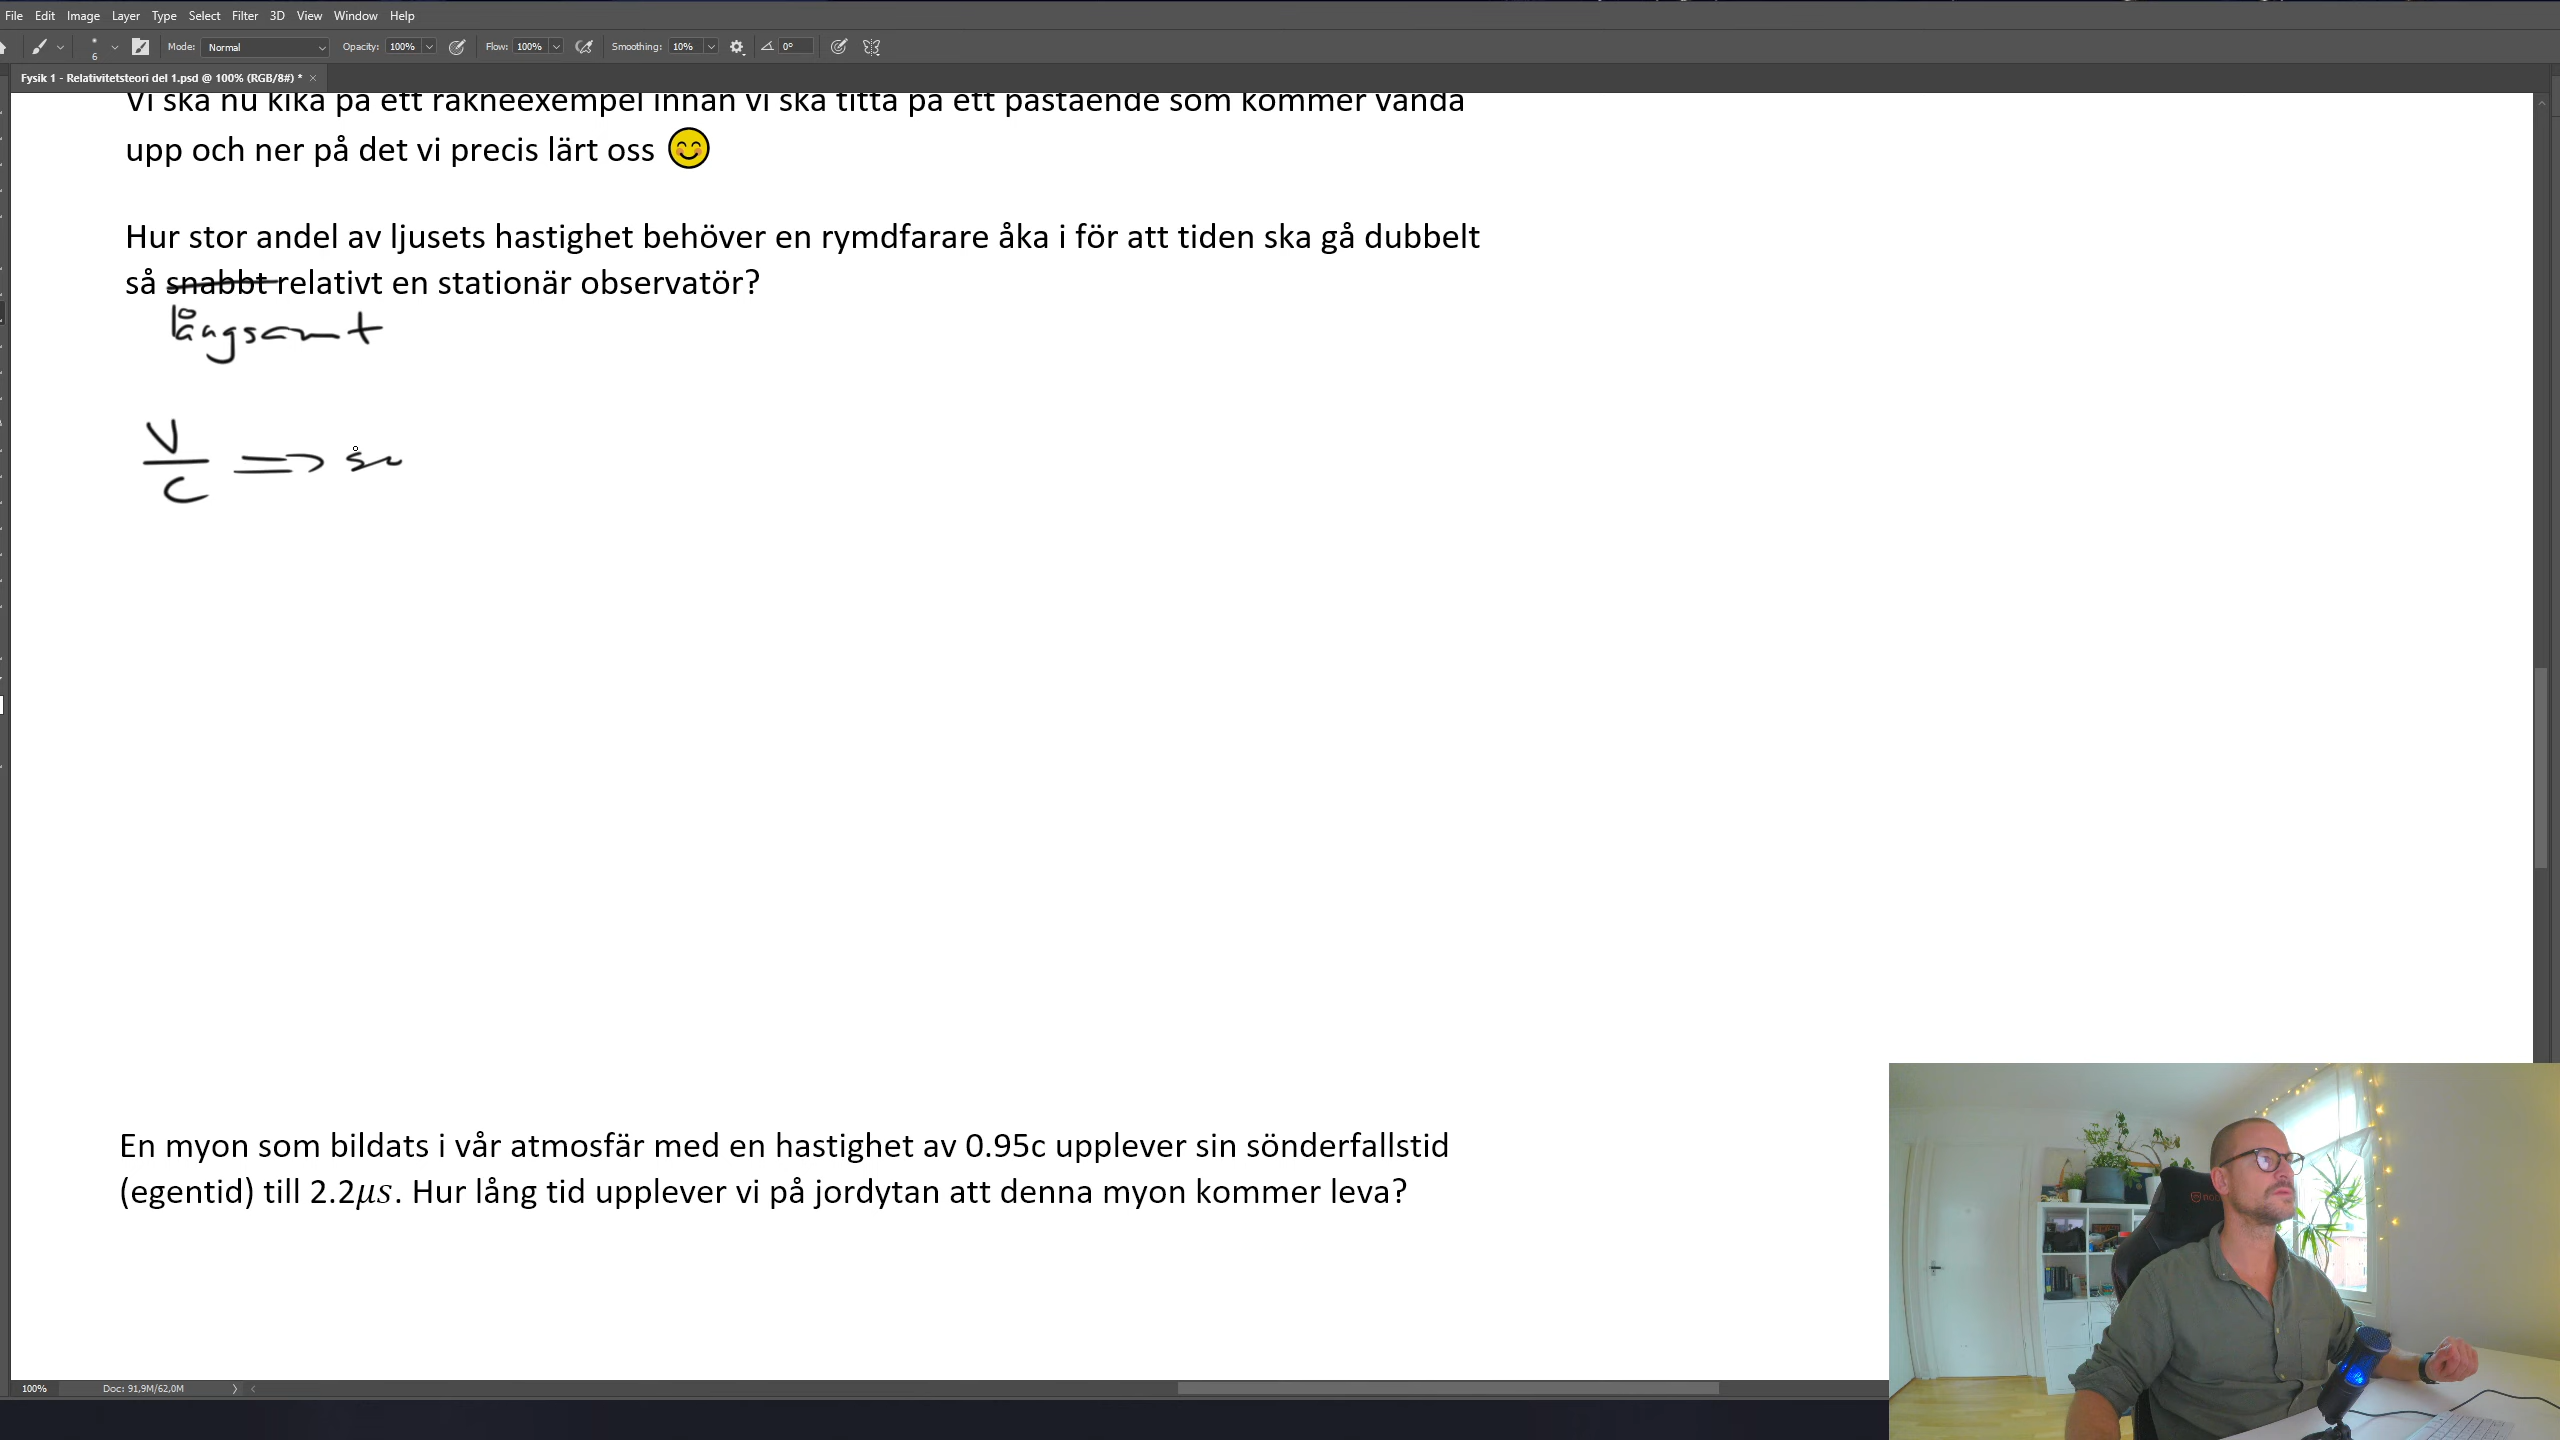 File Edit Image Layer Type Select Filter 3D View Window Help
6 Mode: Normal Opacity: 100% Flow: 100% Smoothing: 10% 0°
Fysik 1 - Relativitetsteori del 1.psd @ 100% (RGB/8#) * ×
Vi ska nu kika på ett räkneexempel innan vi ska titta på ett påstående som kommer vända
upp och ner på det vi precis lärt oss 😊
Hur stor andel av ljusets hastighet behöver en rymdfarare åka i för att tiden ska gå dubbelt
så snabbt relativt en stationär observatör?
långsamt
V
=>
C
En myon som bildats i vår atmosfär med en hastighet av 0.95c upplever sin sönderfallstid
(egentid) till 2.2μs. Hur lång tid upplever vi på jordytan att denna myon kommer leva?
100% Doc: 91,9M/62,0M